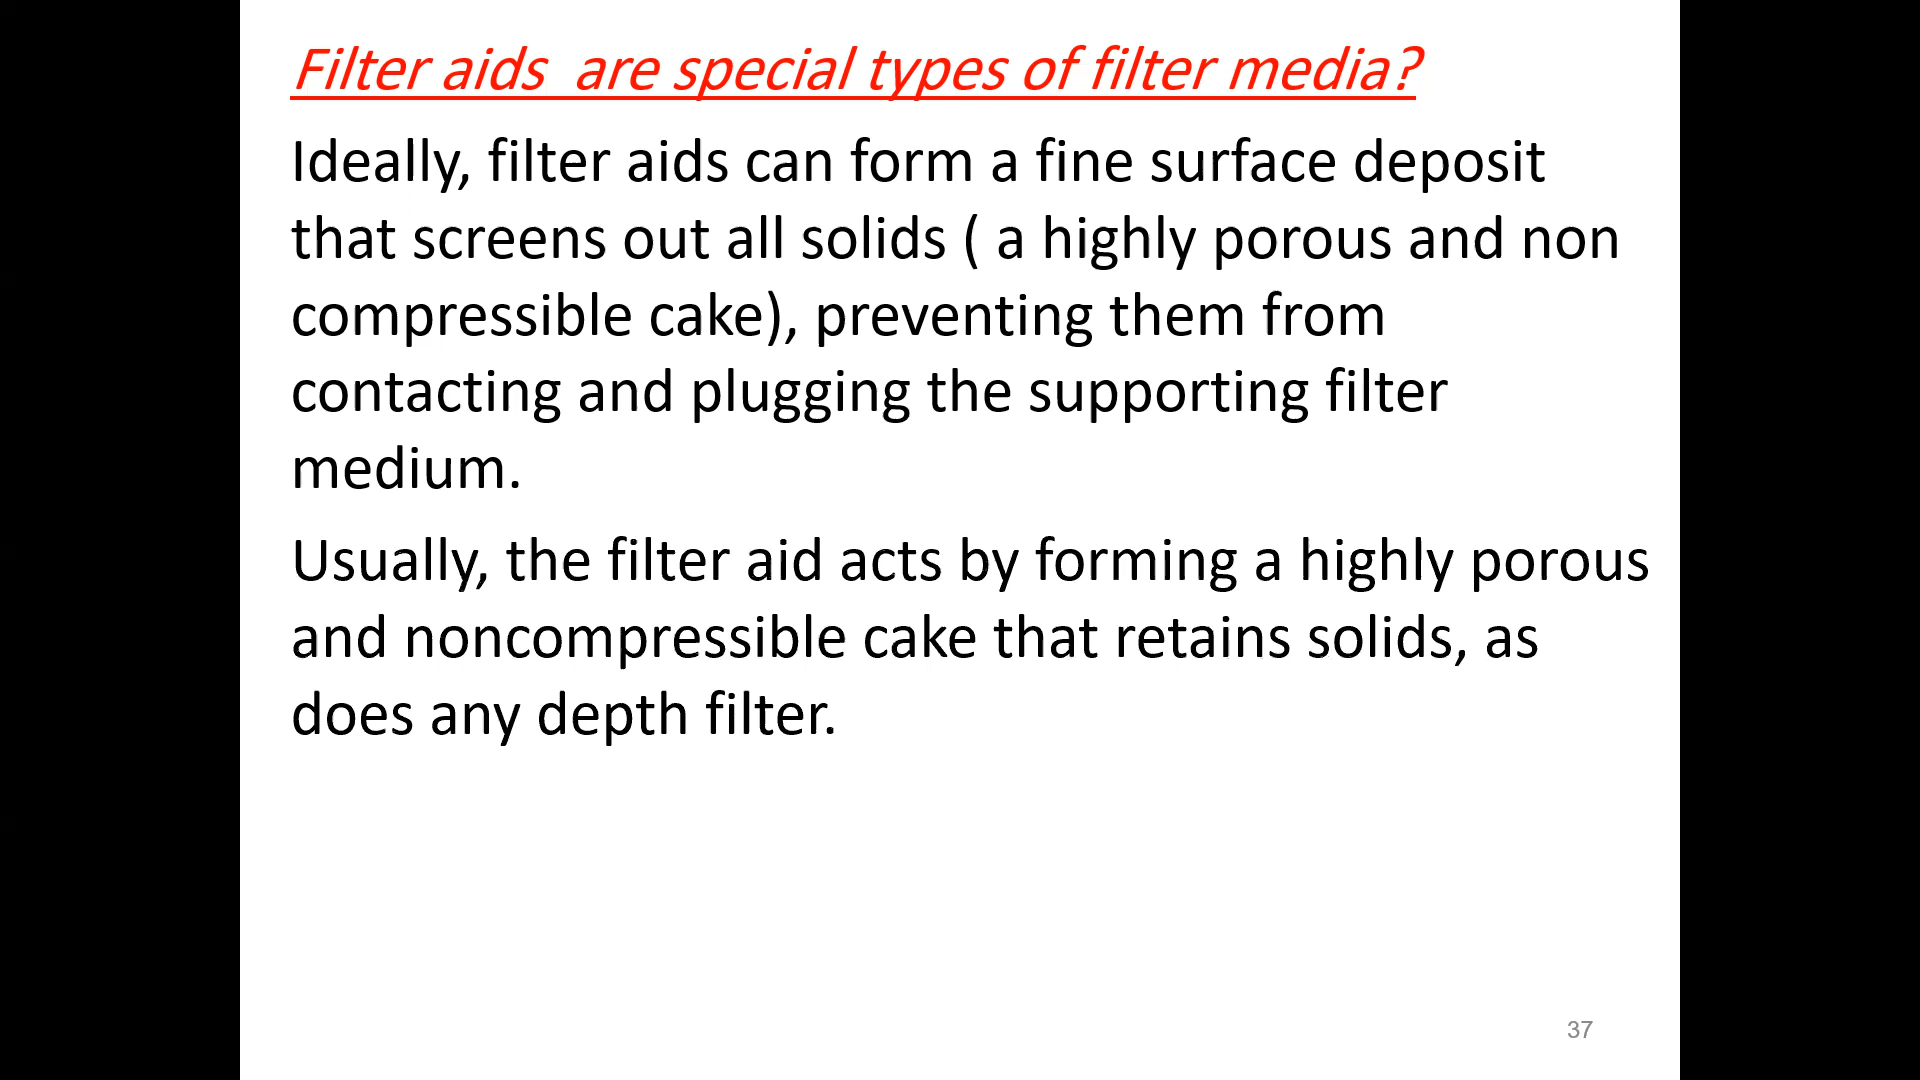 Filter aids  are special types of filter media?
Ideally, filter aids can form a fine surface deposit
that screens out all solids ( a highly porous and non
compressible cake), preventing them from
contacting and plugging the supporting filter
medium.
Usually, the filter aid acts by forming a highly porous
and noncompressible cake that retains solids, as
does any depth filter.
37